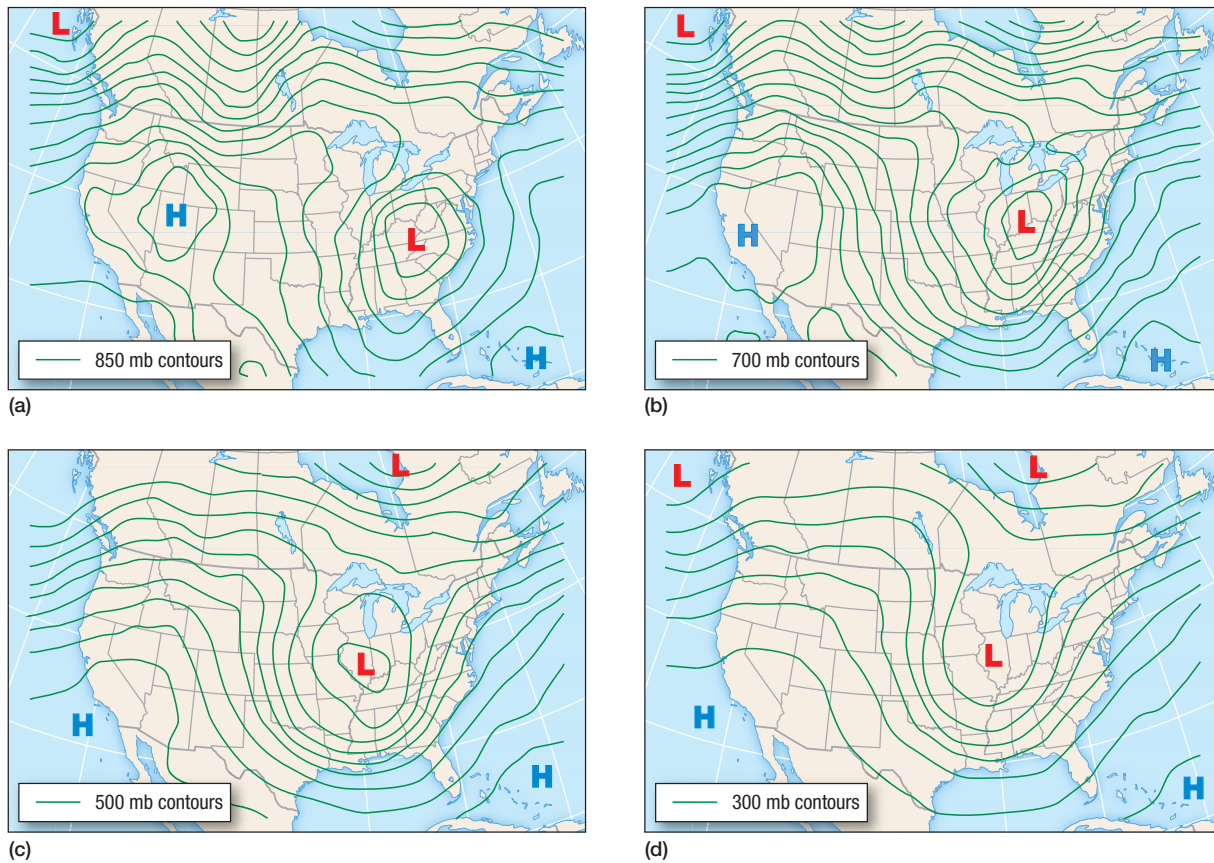 L
H
L
H
850 mb contours
(a)
L
H
L
H
700 mb contours
(b)
L
L
H
H
500 mb contours
(c)
L
L
L
H
H
300 mb contours
(d)